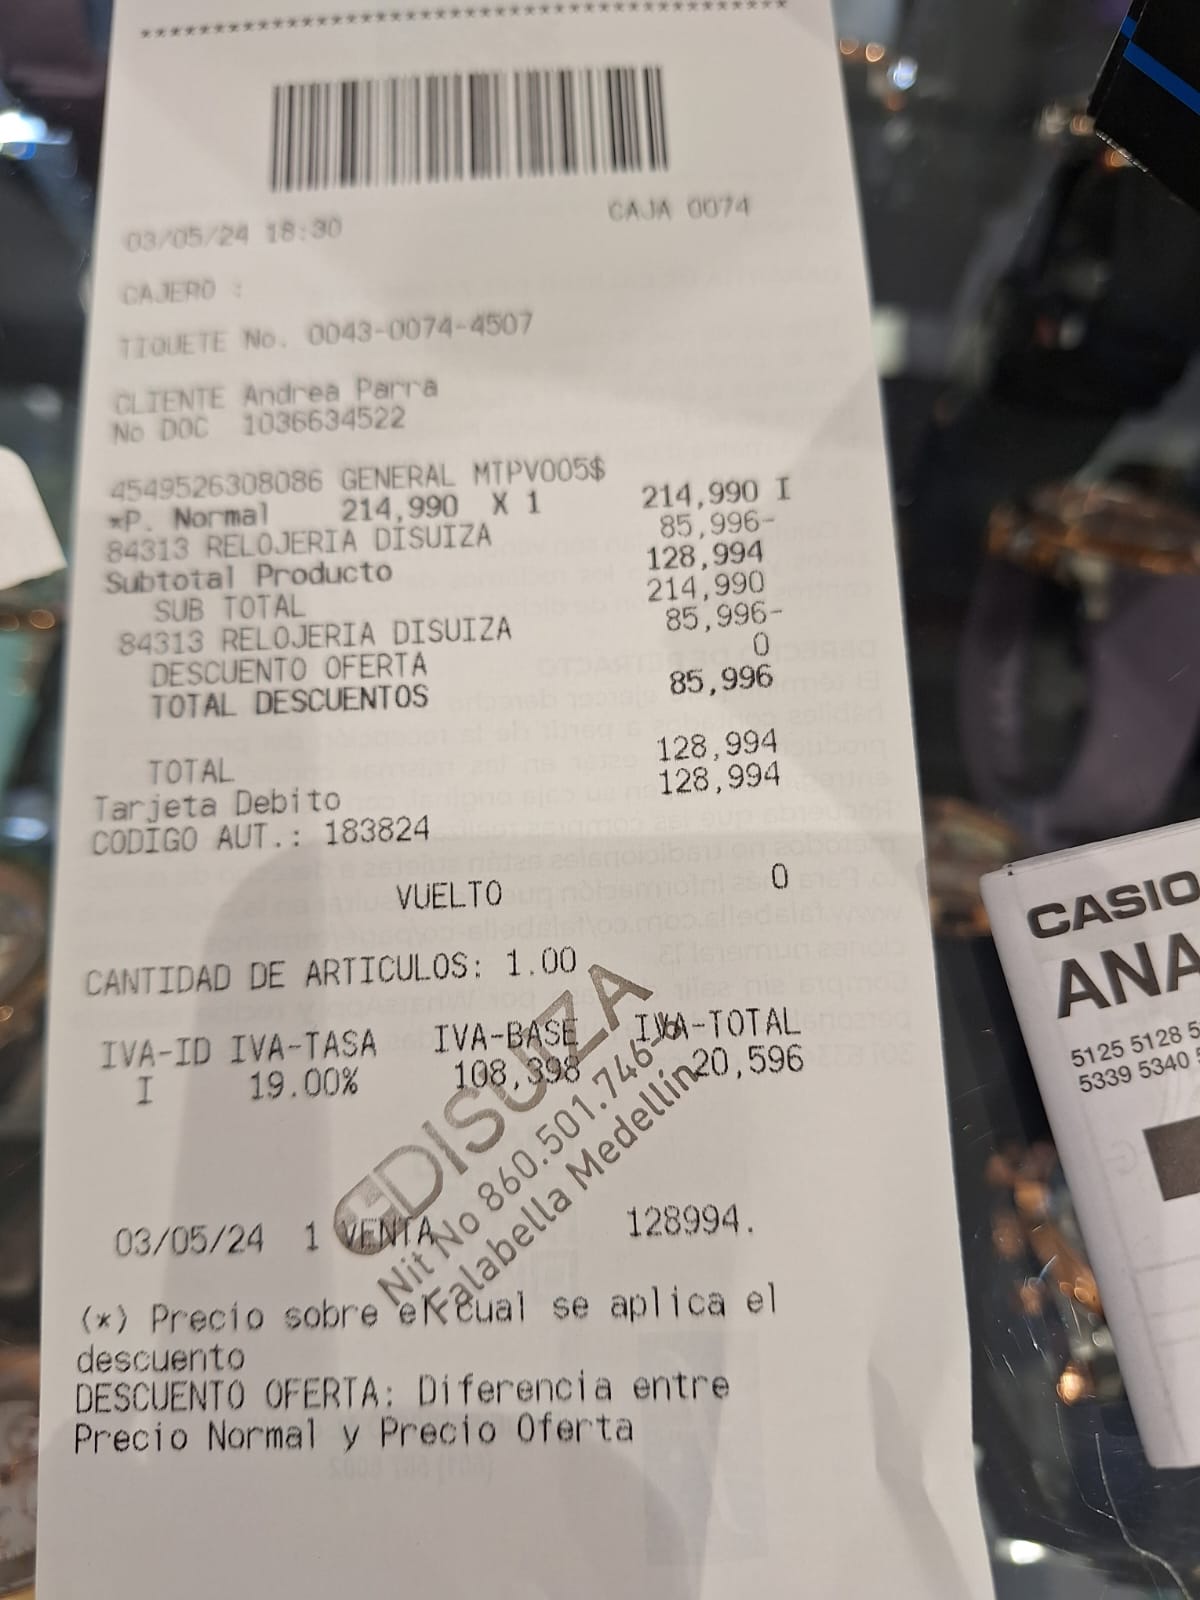 ********************************************
03/05/24 18:30 CAJA 0074
CAJERO :
TIQUETE No. 0043-0074-4507
CLIENTE Andrea Parra
No DOC 1036634522
4549526308086 GENERAL MTPV005$
*P. Normal 214,990 X 1 214,990 I
84313 RELOJERIA DISUIZA 85,996-
Subtotal Producto 128,994
SUB TOTAL 214,990
84313 RELOJERIA DISUIZA 85,996-
DESCUENTO OFERTA 0
TOTAL DESCUENTOS 85,996
TOTAL 128,994
Tarjeta Debito 128,994
CODIGO AUT.: 183824
VUELTO 0
CANTIDAD DE ARTICULOS: 1.00
IVA-ID IVA-TASA IVA-BASE IVA-TOTAL
I 19.00% 108,398 20,596
DISUIZA
Nit No 860.501.746-6
Falabella Medellin
03/05/24 1 VENTA 128994.
(*) Precio sobre el cual se aplica el
descuento
DESCUENTO OFERTA: Diferencia entre
Precio Normal y Precio Oferta
CASIO
ANA
5125 5128 5
5339 5340